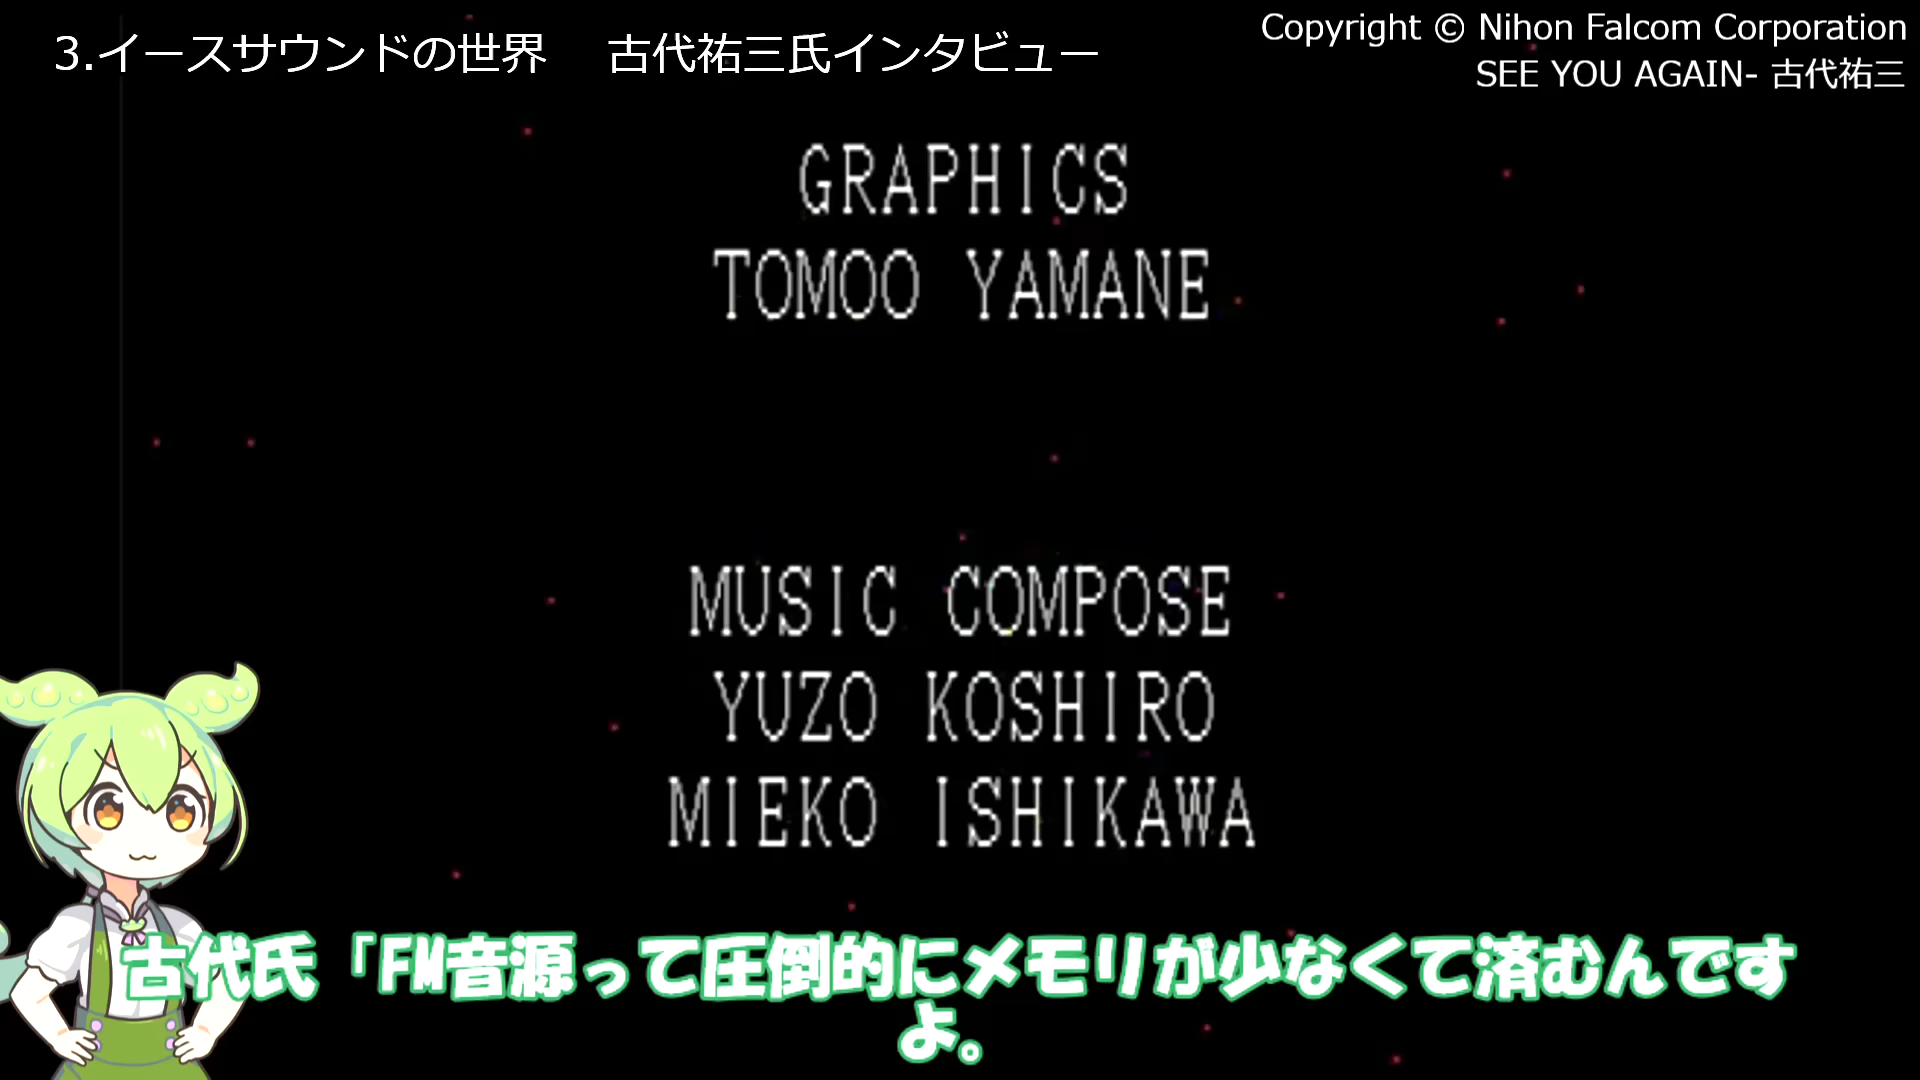 3.イースサウンドの世界　古代祐三氏インタビュー
Copyright © Nihon Falcom Corporation
SEE YOU AGAIN- 古代祐三
GRAPHICS
TOMOO YAMANE
MUSIC COMPOSE
YUZO KOSHIRO
MIEKO ISHIKAWA
古代氏「FM音源って圧倒的にメモリが少なくて済むんです
よ。